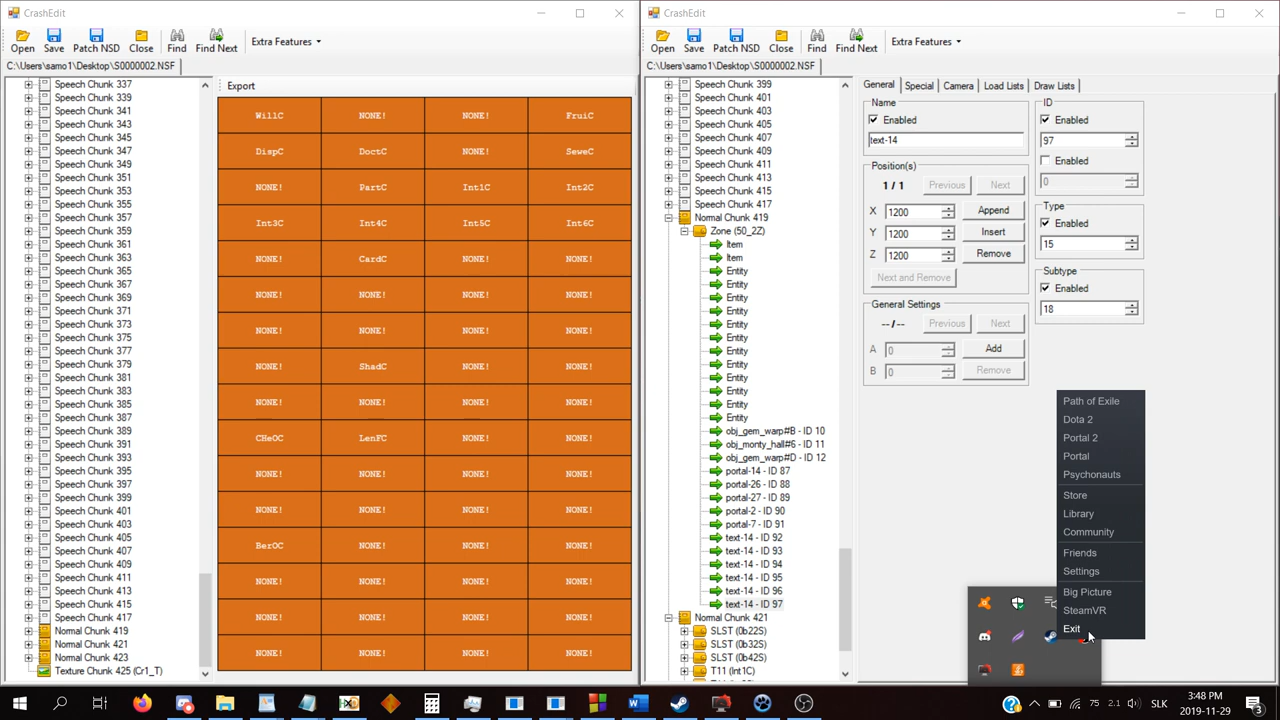 CrashEdit
Open Save Patch NSD Close Find Find Next Extra Features
C:\Users\samo1\Desktop\S0000002.NSF
Speech Chunk 337
Speech Chunk 339
Speech Chunk 341
Speech Chunk 343
Speech Chunk 345
Speech Chunk 347
Speech Chunk 349
Speech Chunk 351
Speech Chunk 353
Speech Chunk 355
Speech Chunk 357
Speech Chunk 359
Speech Chunk 361
Speech Chunk 363
Speech Chunk 365
Speech Chunk 367
Speech Chunk 369
Speech Chunk 371
Speech Chunk 373
Speech Chunk 375
Speech Chunk 377
Speech Chunk 379
Speech Chunk 381
Speech Chunk 383
Speech Chunk 385
Speech Chunk 387
Speech Chunk 389
Speech Chunk 391
Speech Chunk 393
Speech Chunk 395
Speech Chunk 397
Speech Chunk 399
Speech Chunk 401
Speech Chunk 403
Speech Chunk 405
Speech Chunk 407
Speech Chunk 409
Speech Chunk 411
Speech Chunk 413
Speech Chunk 415
Speech Chunk 417
Normal Chunk 419
Normal Chunk 421
Normal Chunk 423
Texture Chunk 425 (Cr1_T)
Export
WillC NONE! NONE! FruiC
DispC DoctC NONE! SeweC
NONE! PartC Int1C Int2C
Int3C Int4C Int5C Int6C
NONE! CardC NONE! NONE!
NONE! NONE! NONE! NONE!
NONE! NONE! NONE! NONE!
NONE! ShadC NONE! NONE!
NONE! NONE! NONE! NONE!
CHeOC LenFC NONE! NONE!
NONE! NONE! NONE! NONE!
NONE! NONE! NONE! NONE!
BerOC NONE! NONE! NONE!
NONE! NONE! NONE! NONE!
NONE! NONE! NONE! NONE!
NONE! NONE! NONE! NONE!
CrashEdit
Open Save Patch NSD Close Find Find Next Extra Features
C:\Users\samo1\Desktop\S0000002.NSF
Speech Chunk 399
Speech Chunk 401
Speech Chunk 403
Speech Chunk 405
Speech Chunk 407
Speech Chunk 409
Speech Chunk 411
Speech Chunk 413
Speech Chunk 415
Speech Chunk 417
Normal Chunk 419
Zone (50_2Z)
Item
Item
Entity
Entity
Entity
Entity
Entity
Entity
Entity
Entity
Entity
Entity
Entity
Entity
obj_gem_warp#B - ID 10
obj_monty_hall#6 - ID 11
obj_gem_warp#D - ID 12
portal-14 - ID 87
portal-26 - ID 88
portal-27 - ID 89
portal-2 - ID 90
portal-7 - ID 91
text-14 - ID 92
text-14 - ID 93
text-14 - ID 94
text-14 - ID 95
text-14 - ID 96
text-14 - ID 97
Normal Chunk 421
SLST (0b22S)
SLST (0b32S)
SLST (0b42S)
T11 (Int1C)
General Special Camera Load Lists Draw Lists
Name
Enabled
text-14
Position(s)
1 / 1 Previous Next
X 1200 Append
Y 1200 Insert
Z 1200 Remove
Next and Remove
General Settings
-- / -- Previous Next
A 0 Add
B 0 Remove
ID
Enabled
97
Enabled
0
Type
Enabled
15
Subtype
Enabled
18
Path of Exile
Dota 2
Portal 2
Portal
Psychonauts
Store
Library
Community
Friends
Settings
Big Picture
SteamVR
Exit
75 2.1 SLK 3:48 PM
2019-11-29
3